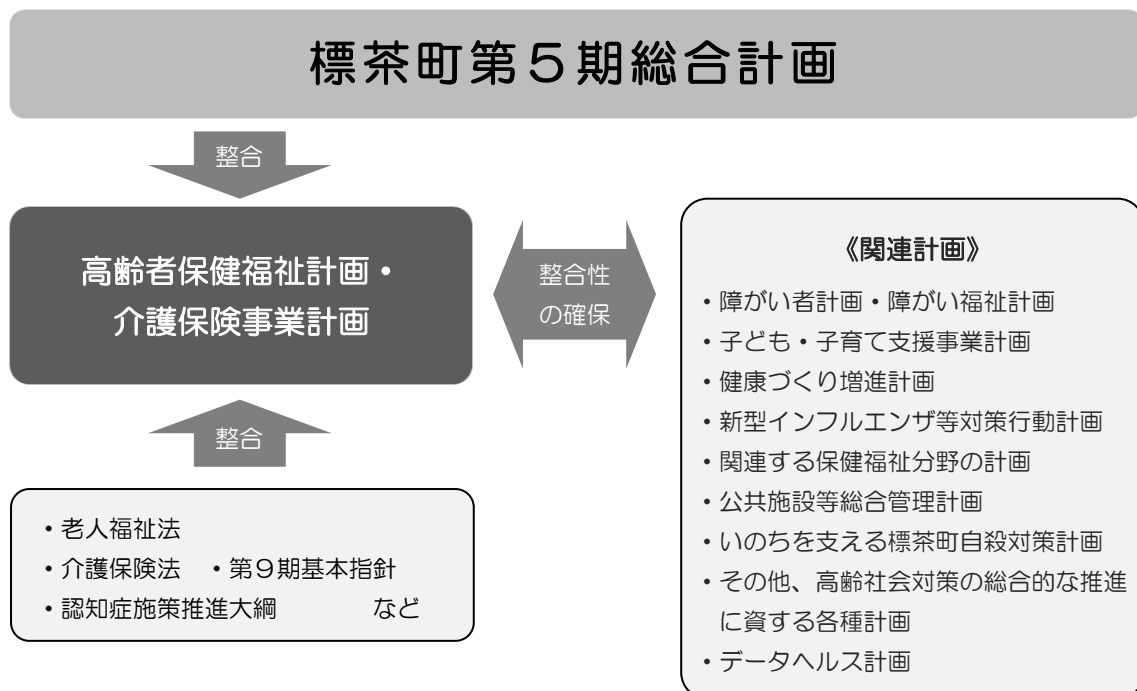 標茶町第５期総合計画
整合
高齢者保健福祉計画・
介護保険事業計画
整合性
の確保
整合
・老人福祉法
・介護保険法　・第９期基本指針
・認知症施策推進大綱　　　　など
《関連計画》
・障がい者計画・障がい福祉計画
・子ども・子育て支援事業計画
・健康づくり増進計画
・新型インフルエンザ等対策行動計画
・関連する保健福祉分野の計画
・公共施設等総合管理計画
・いのちを支える標茶町自殺対策計画
・その他、高齢社会対策の総合的な推進
に資する各種計画
・データヘルス計画